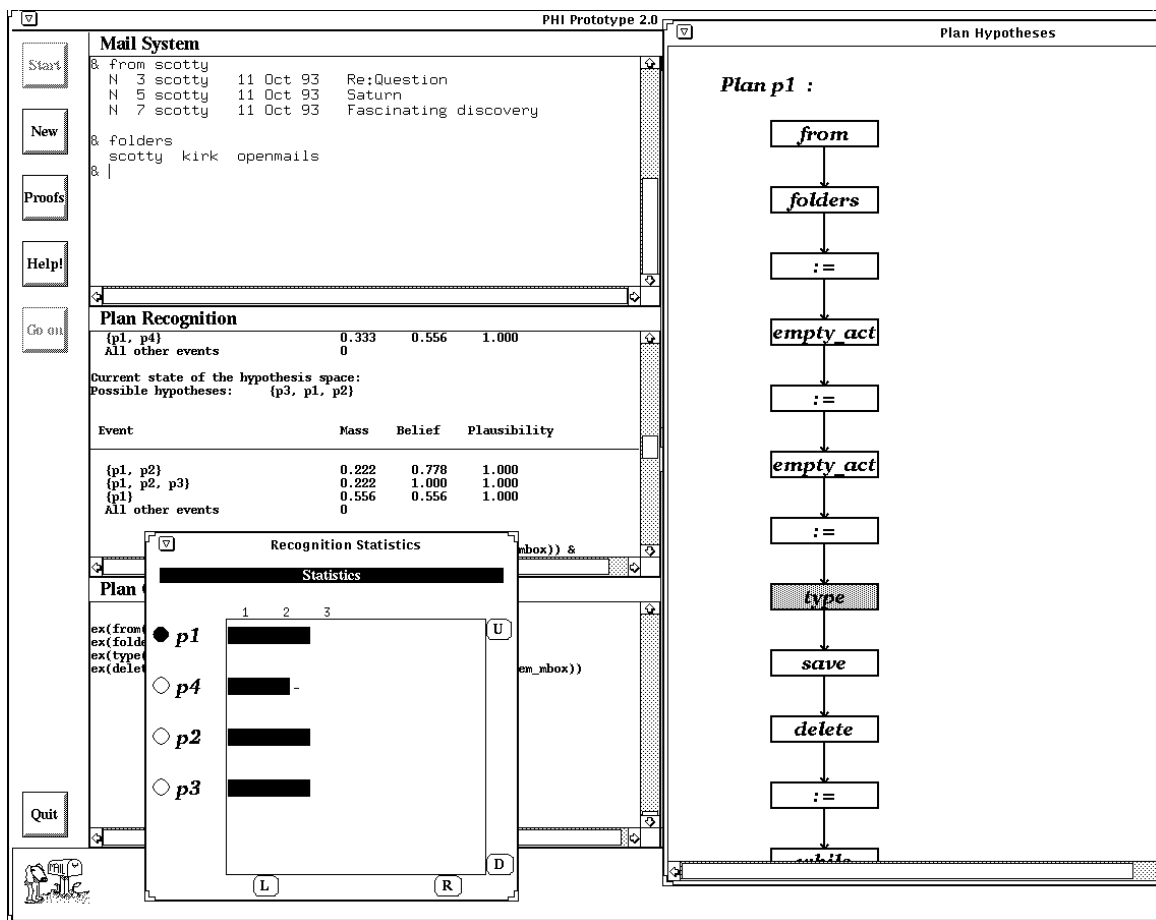 PHI Prototype 2.0
Start
New
Proofs
Help!
Go on
Quit
MAIL
Mail System
& from scotty
N 3 scotty 11 Oct 93 Re:Question
N 5 scotty 11 Oct 93 Saturn
N 7 scotty 11 Oct 93 Fascinating discovery
& folders
scotty kirk openmails
&
Plan Recognition
{p1, p4} 0.333 0.556 1.000
All other events 0
Current state of the hypothesis space:
Possible hypotheses: {p3, p1, p2}
Event Mass Belief Plausibility
{p1, p2} 0.222 0.778 1.000
{p1, p2, p3} 0.222 1.000 1.000
{p1} 0.556 0.556 1.000
All other events 0
mbox)) &
Plan
ex(from(
ex(folde
ex(type(
ex(delet em_mbox))
Recognition Statistics
Statistics
1 2 3
p1
p4 -
p2
p3
U
D
L R
Plan Hypotheses
Plan p1 :
from
folders
:=
empty_act
:=
empty_act
:=
type
save
delete
:=
while